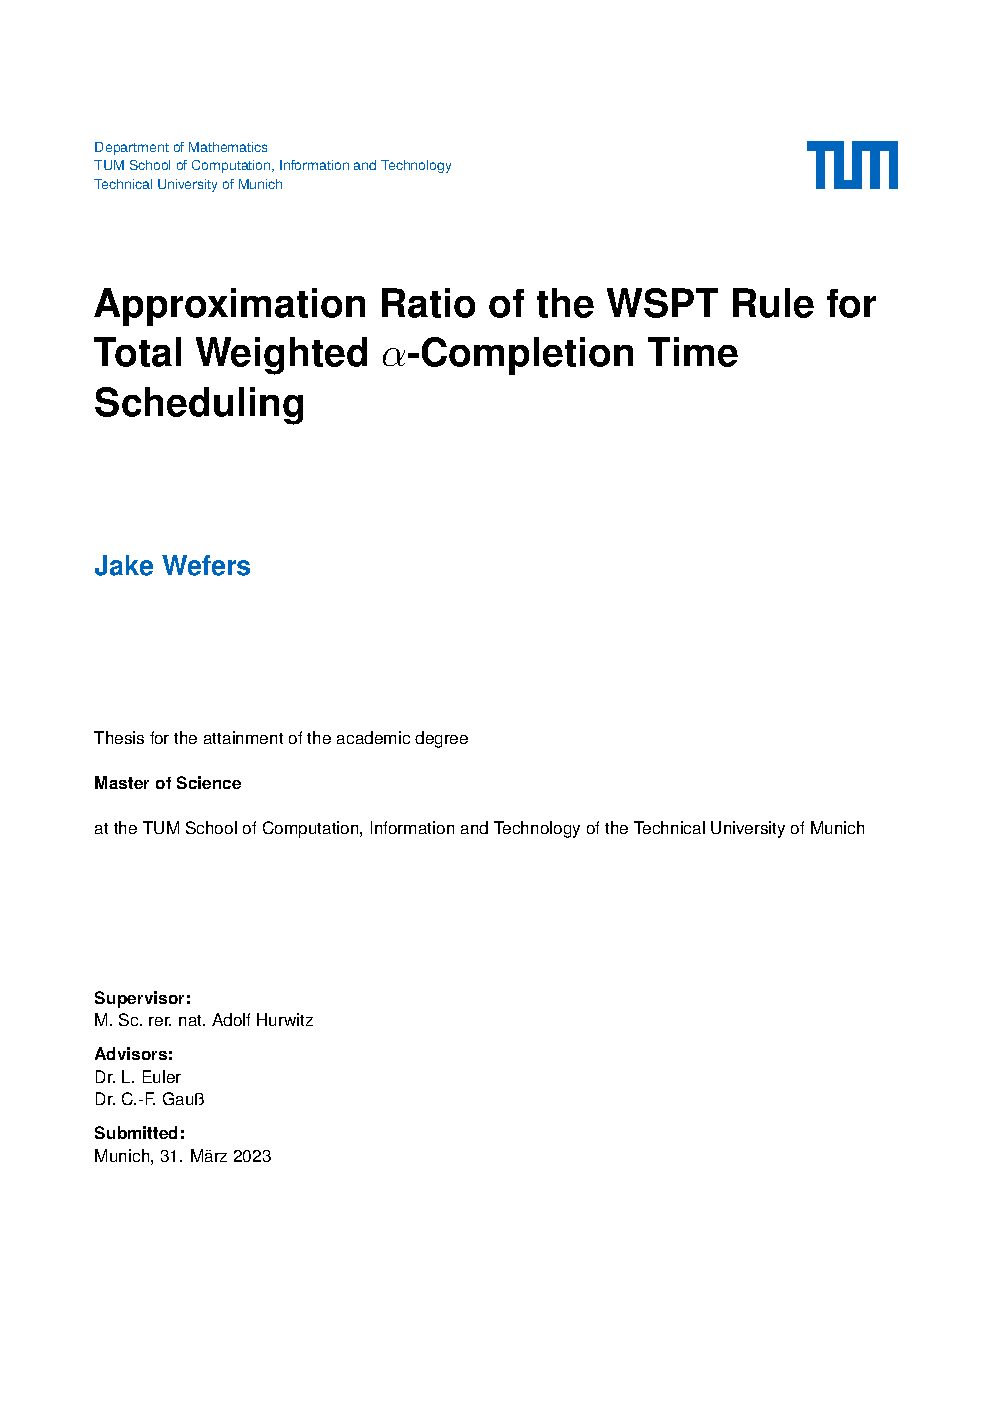 Department of Mathematics
TUM School of Computation, Information and Technology
Technical University of Munich
TUM
Approximation Ratio of the WSPT Rule for
Total Weighted α-Completion Time
Scheduling
Jake Wefers
Thesis for the attainment of the academic degree
Master of Science
at the TUM School of Computation, Information and Technology of the Technical University of Munich
Supervisor:
M. Sc. rer. nat. Adolf Hurwitz
Advisors:
Dr. L. Euler
Dr. C.-F. Gauß
Submitted:
Munich, 31. März 2023